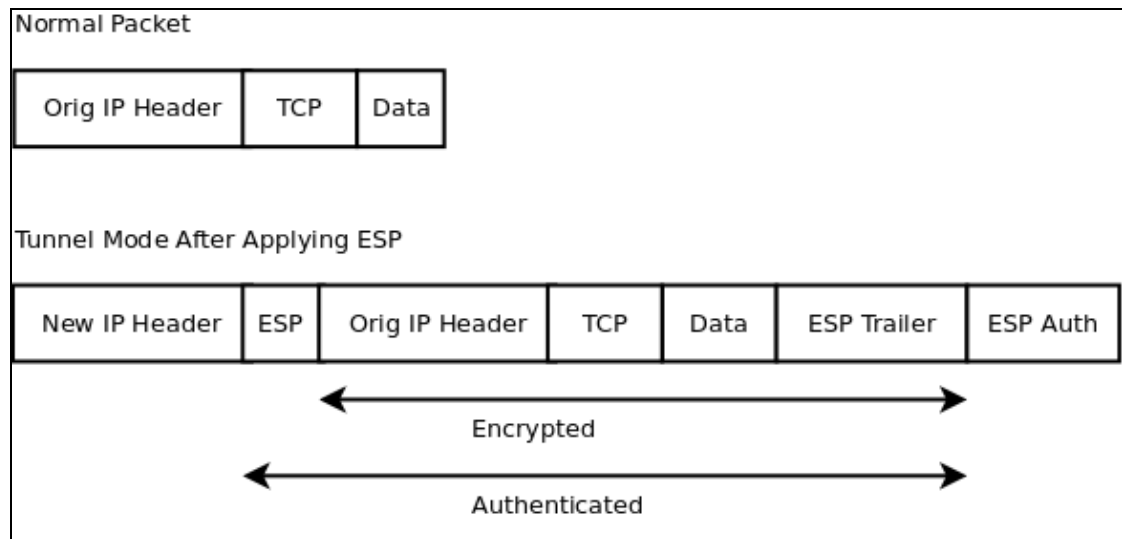 Normal Packet
Orig IP Header TCP Data
Tunnel Mode After Applying ESP
New IP Header ESP Orig IP Header TCP Data ESP Trailer ESP Auth
Encrypted
Authenticated